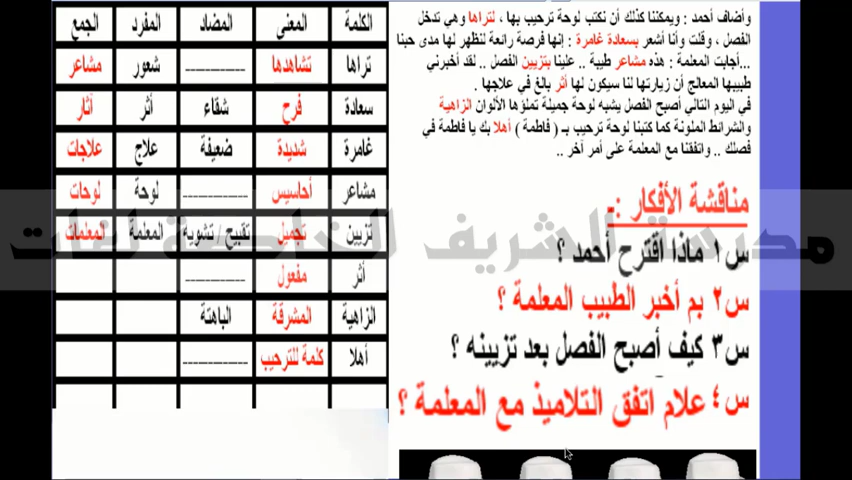 وأضاف أحمد : ويمكننا كذلك أن نكتب لوحة ترحيب بها ، لتراها وهي تدخل
الفصل ، وقلت وأنا أشعر بسعادة غامرة : إنها فرصة رائعة لنظهر لها مدى حبنا
...أجابت المعلمة : هذه مشاعر طيبة .. علينا بتزيين الفصل .. لقد أخبرني
طبيبها المعالج أن زيارتها لنا سيكون لها أثر بالغ في علاجها .
في اليوم التالي أصبح الفصل يشبه لوحة جميلة تملؤها الألوان الزاهية
والشرائط الملونة كما كتبنا لوحة ترحيب بـ ( فاطمة ) أهلا بك يا فاطمة في
فصلك .. واتفقنا مع المعلمة على أمر آخر ..
مناقشة الأفكار :-
س١ ماذا اقترح أحمد ؟
س٢ بم أخبر الطبيب المعلمة ؟
س٣ كيف أصبح الفصل بعد تزيينه ؟
س٤ علام اتفق التلاميذ مع المعلمة ؟
الكلمة المعنى المضاد المفرد الجمع
تراها تشاهدها ---------- شعور مشاعر
سعادة فرح شقاء أثر آثار
غامرة شديدة ضعيفة علاج علاجات
مشاعر أحاسيس ---------- لوحة لوحات
تزيين تجميل تقبيح / تشويه المعلمة المعلمات
أثر مفعول
الزاهية المشرقة الباهتة
أهلا كلمة للترحيب ----------
مدرسة الشريف الخاصة لغات